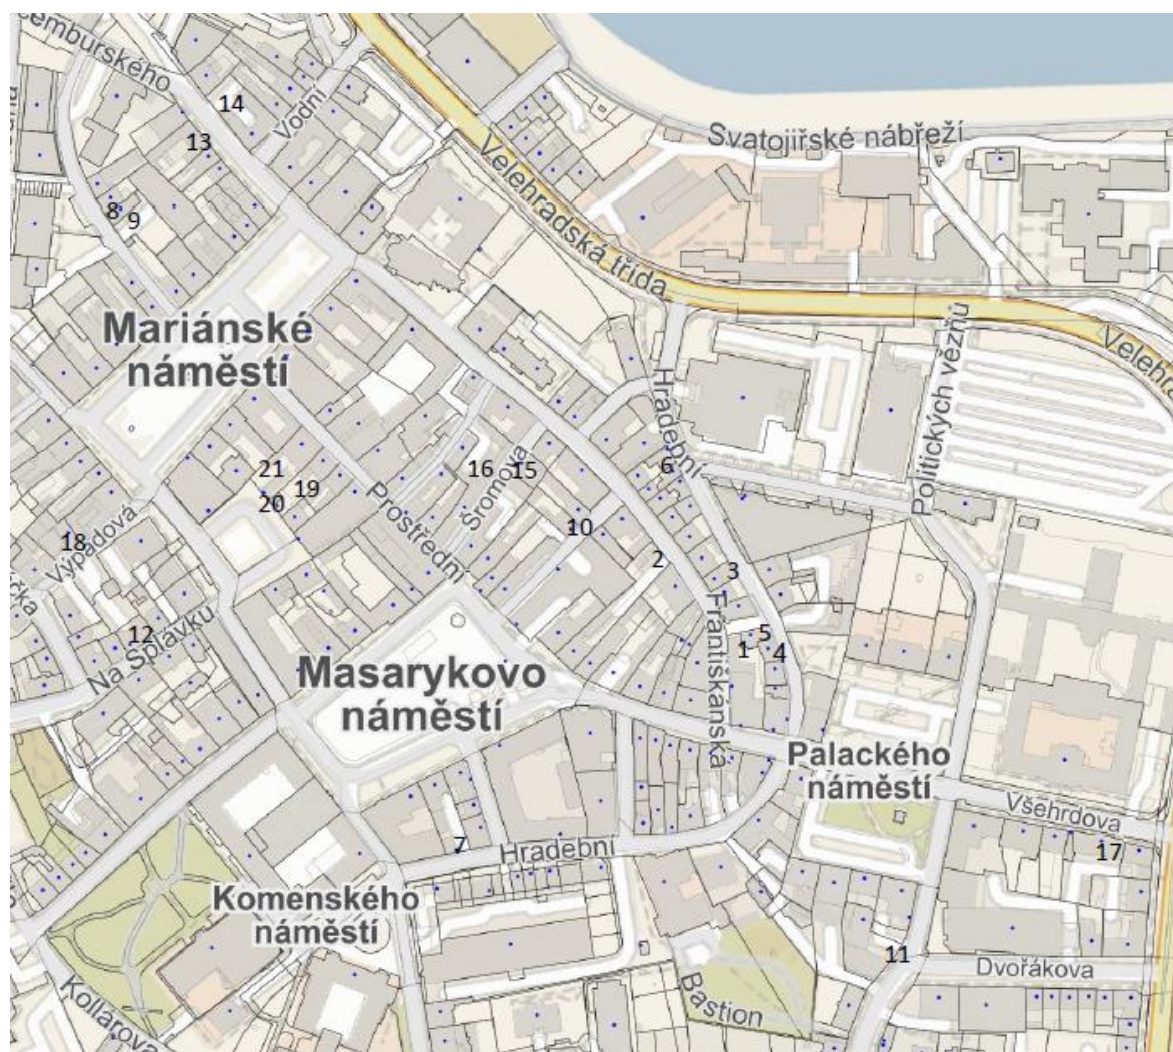 cemburského
14
Vodní
13
Svatojiřské nábřeží
Velehradská třída
8
9
Mariánské
náměstí
Velehra
Politických vězňů
Hradební
21
19
20
16
15
6
Šromova
Prostřední
10
18
Výpadová
2
3
čka
12
Na Splávku
Františkánská
1
5
4
Masarykovo
náměstí
Palackého
náměstí
Všehrdova
17
7
Hradební
Komenského
náměstí
11
Dvořákova
Kollárova
Bastion